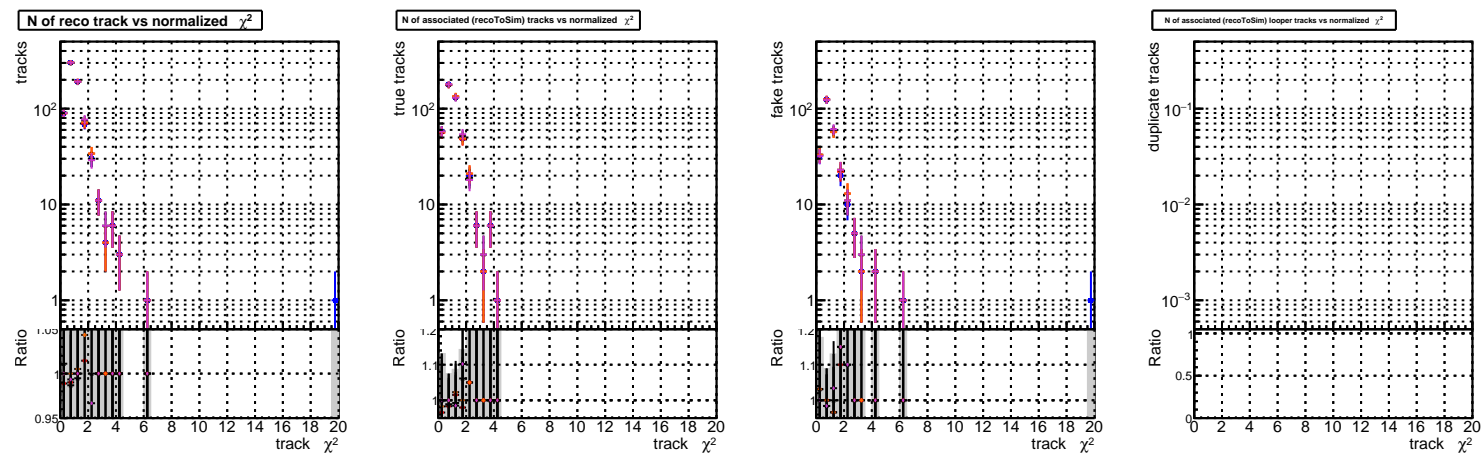 N of reco track vs normalized χ²
tracks
10²
10
1
Ratio
1.05
1
0.95
0 2 4 6 8 10 12 14 16 18 20
track χ²
N of associated (recoToSim) tracks vs normalized χ²
true tracks
10²
10
1
Ratio
1.2
1.1
1
0 2 4 6 8 10 12 14 16 18 20
track χ²
fake tracks
10²
10
1
Ratio
1.2
1.1
1
0 2 4 6 8 10 12 14 16 18 20
track χ²
N of associated (recoToSim) looper tracks vs normalized χ²
duplicate tracks
10⁻¹
10⁻²
10⁻³
Ratio
1
0.5
0
0 2 4 6 8 10 12 14 16 18 20
track χ²